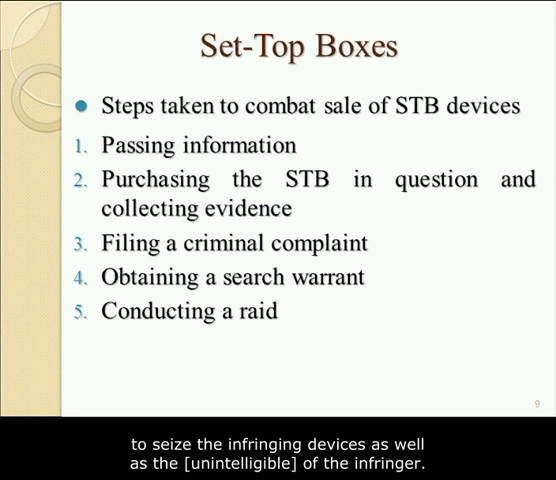 Set-Top Boxes
Steps taken to combat sale of STB devices
1. Passing information
2. Purchasing the STB in question and
collecting evidence
3. Filing a criminal complaint
4. Obtaining a search warrant
5. Conducting a raid
9
to seize the infringing devices as well
as the [unintelligible] of the infringer.